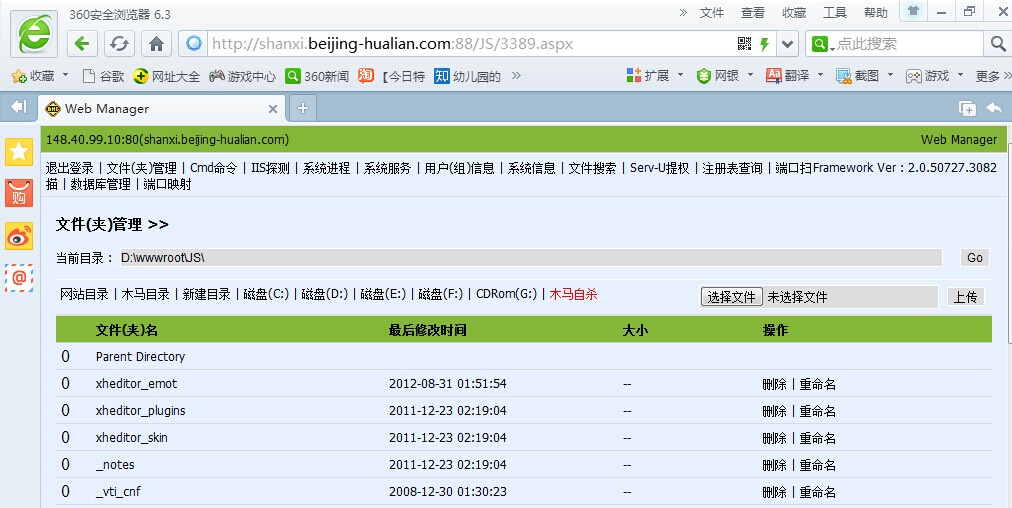 360安全浏览器 6.3
» 文件 查看 收藏 工具 帮助
http://shanxi.beijing-hualian.com:88/JS/3389.aspx
点此搜索
收藏 谷歌 网址大全 游戏中心 360新闻 淘 【今日特 知 幼儿园的 »
扩展 网银 翻译 截图 游戏 更多 »
Web Manager
148.40.99.10:80(shanxi.beijing-hualian.com) Web Manager
退出登录 | 文件(夹)管理 | Cmd命令 | IIS探测 | 系统进程 | 系统服务 | 用户(组)信息 | 系统信息 | 文件搜索 | Serv-U提权 | 注册表查询 | 端口扫Framework Ver : 2.0.50727.3082
描 | 数据库管理 | 端口映射
购
文件(夹)管理 >>
当前目录 : D:\wwwroot\JS\ Go
@
网站目录 | 木马目录 | 新建目录 | 磁盘(C:) | 磁盘(D:) | 磁盘(E:) | 磁盘(F:) | CDRom(G:) | 木马自杀 选择文件 未选择文件 上传
文件(夹)名 最后修改时间 大小 操作
0 Parent Directory
0 xheditor_emot 2012-08-31 01:51:54 -- 删除 | 重命名
0 xheditor_plugins 2011-12-23 02:19:04 -- 删除 | 重命名
0 xheditor_skin 2011-12-23 02:19:04 -- 删除 | 重命名
0 _notes 2011-12-23 02:19:04 -- 删除 | 重命名
0 _vti_cnf 2008-12-30 01:30:23 -- 删除 | 重命名